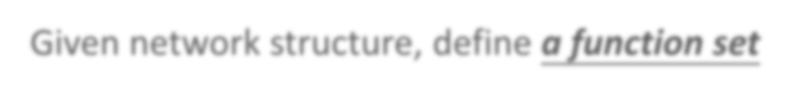 Given network structure, define a function set